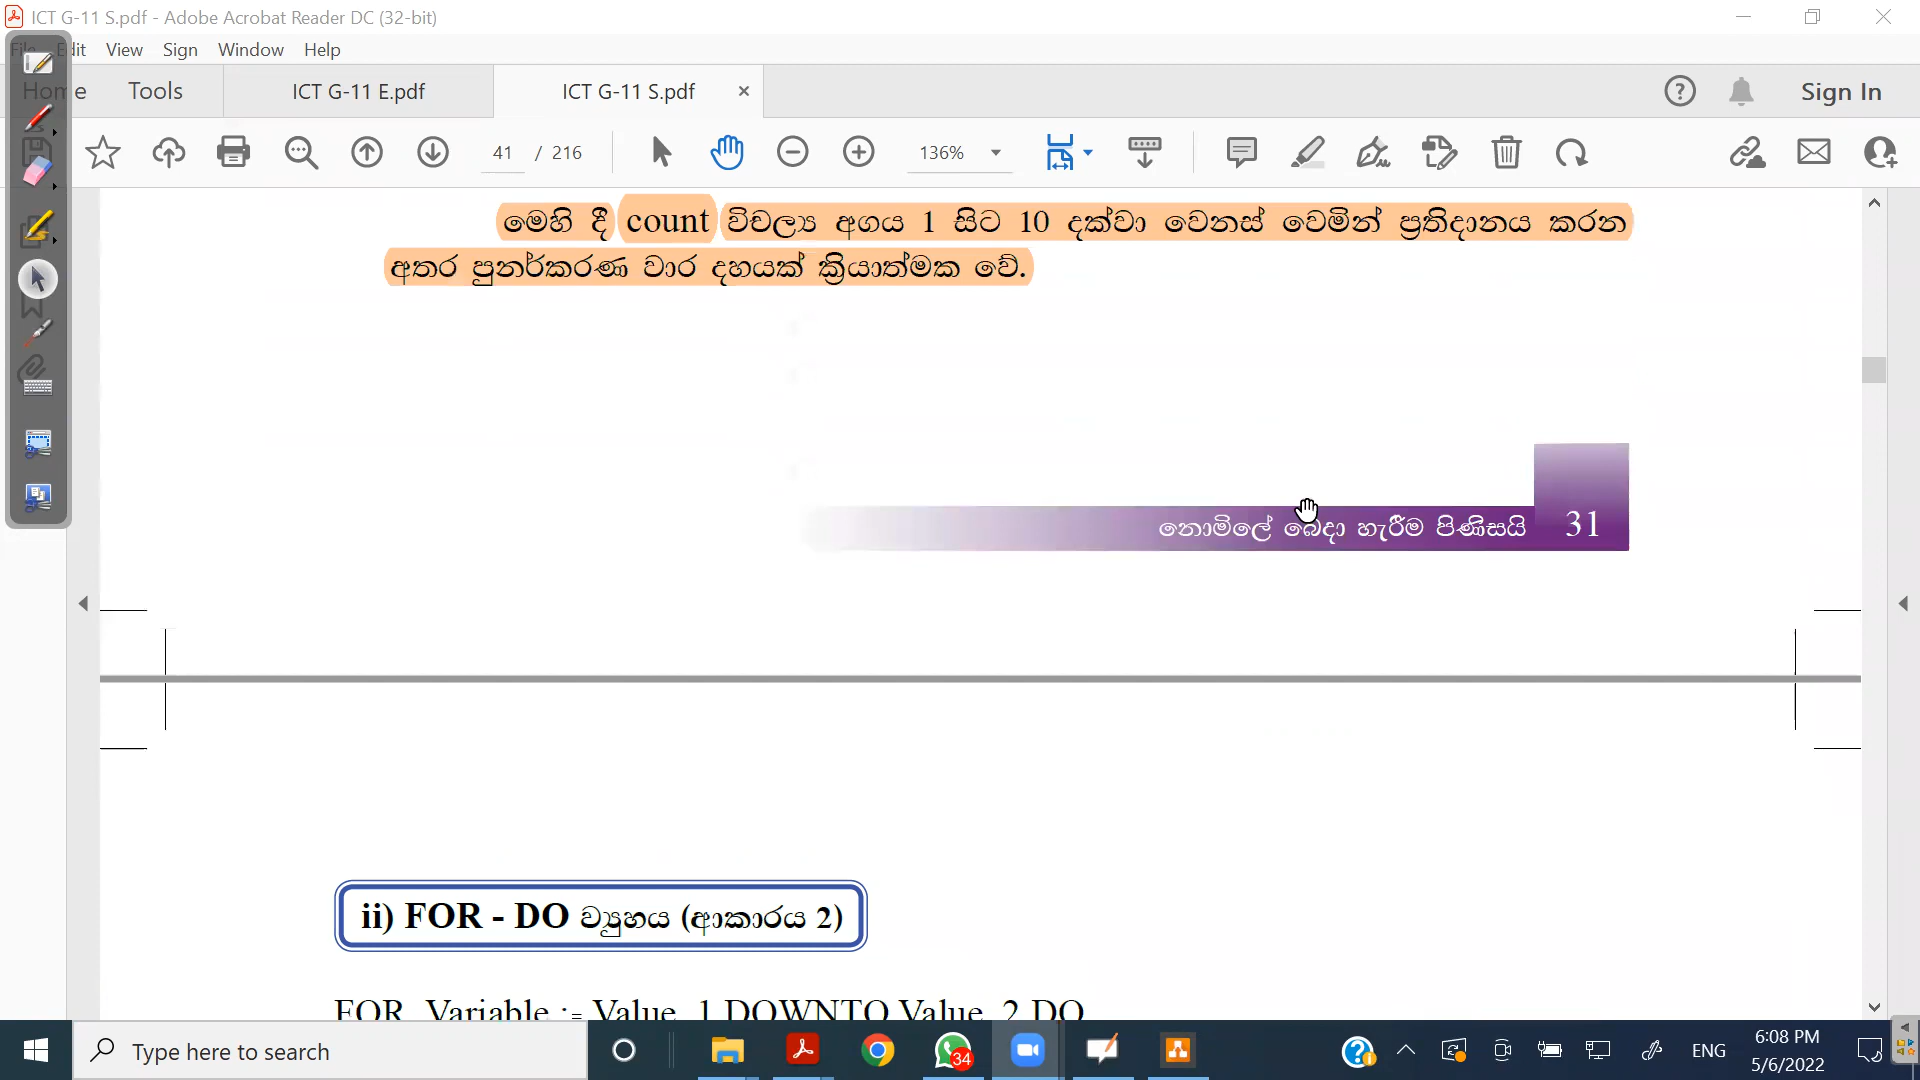 ICT G-11 S.pdf - Adobe Acrobat Reader DC (32-bit)
File Edit View Sign Window Help
Home Tools ICT G-11 E.pdf ICT G-11 S.pdf Sign In
41 / 216 136%
මෙහි දී count විචල්‍ය අගය 1 සිට 10 දක්වා වෙනස් වෙමින් ප්‍රතිදානය කරන
අතර පුනර්කරණ වාර දහයක් ක්‍රියාත්මක වේ.
නොමිලේ බෙදා හැරීම පිණිසයි 31
ii) FOR - DO ව්‍යුහය (ආකාරය 2)
FOR Variable := Value_1 DOWNTO Value_2 DO
Type here to search 34 ENG 6:08 PM
5/6/2022